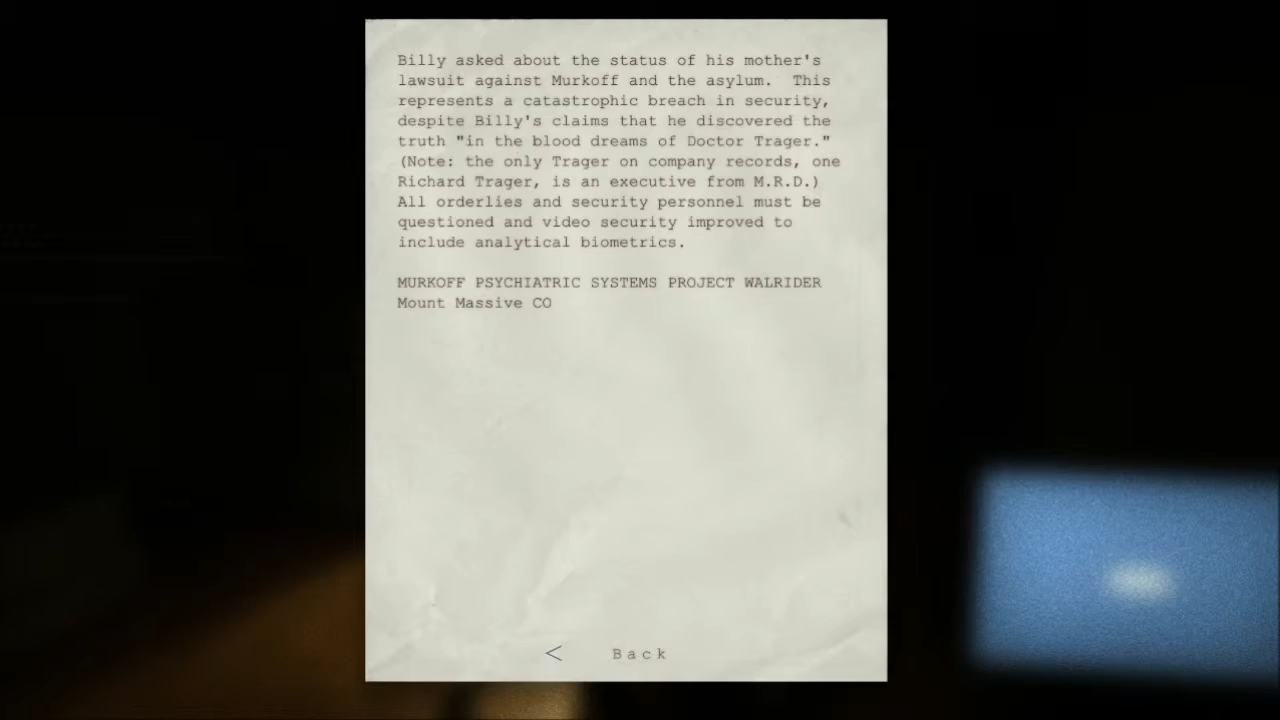 Billy asked about the status of his mother's
lawsuit against Murkoff and the asylum.  This
represents a catastrophic breach in security,
despite Billy's claims that he discovered the
truth "in the blood dreams of Doctor Trager."
(Note: the only Trager on company records, one
Richard Trager, is an executive from M.R.D.)
All orderlies and security personnel must be
questioned and video security improved to
include analytical biometrics.
MURKOFF PSYCHIATRIC SYSTEMS PROJECT WALRIDER
Mount Massive CO
< Back